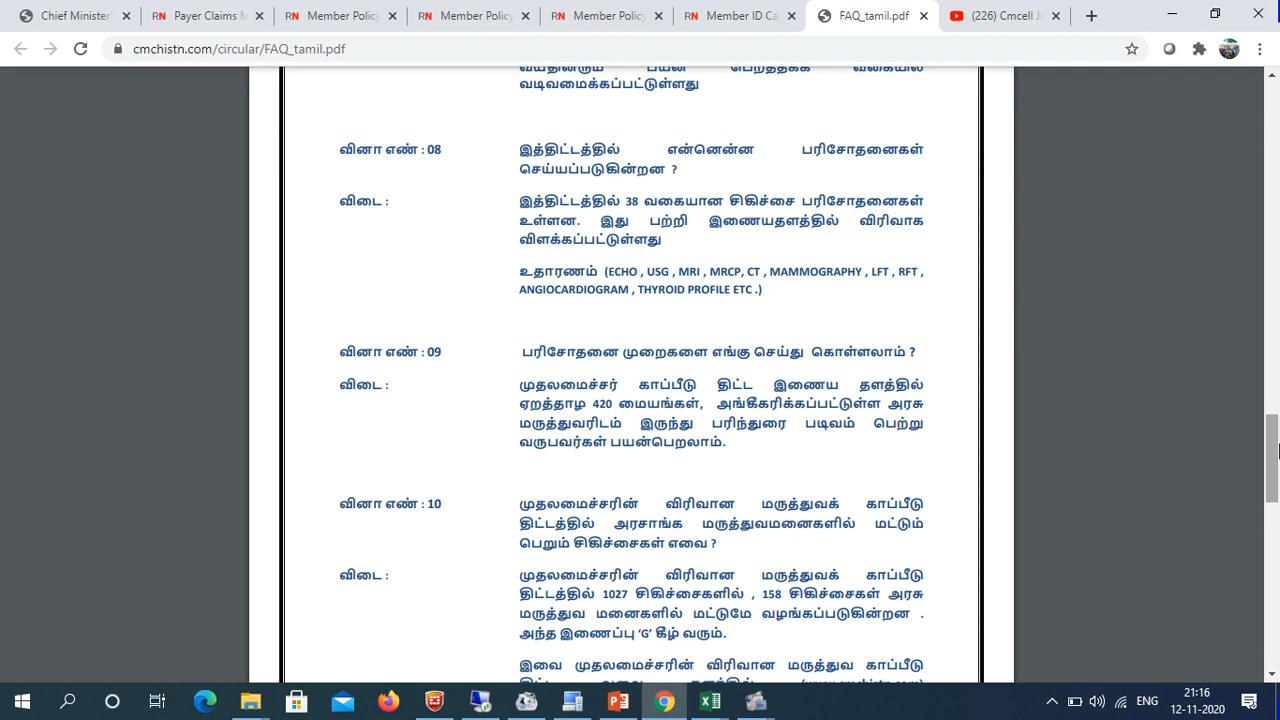 Chief Minister'
Payer Claims M
Member Policy
Member Policy
Member Policy
Member ID Ca
FAQ_tamil.pdf
(226) Cmcell Jo
cmchistn.com/circular/FAQ_tamil.pdf
வடிவமைக்கப்பட்டுள்ளது
வினா எண் : 08 இத்திட்டத்தில் என்னென்ன பரிசோதனைகள்
செய்யப்படுகின்றன ?
விடை : இத்திட்டத்தில் 38 வகையான சிகிச்சை பரிசோதனைகள்
உள்ளன. இது பற்றி இணையதளத்தில் விரிவாக
விளக்கப்பட்டுள்ளது
உதாரணம் (ECHO , USG , MRI , MRCP, CT , MAMMOGRAPHY , LFT , RFT ,
ANGIOCARDIOGRAM , THYROID PROFILE ETC .)
வினா எண் : 09 பரிசோதனை முறைகளை எங்கு செய்து கொள்ளலாம் ?
விடை : முதலமைச்சர் காப்பீடு திட்ட இணைய தளத்தில்
ஏறத்தாழ 420 மையங்கள், அங்கீகரிக்கப்பட்டுள்ள அரசு
மருத்துவரிடம் இருந்து பரிந்துரை படிவம் பெற்று
வருபவர்கள் பயன்பெறலாம்.
வினா எண் : 10 முதலமைச்சரின் விரிவான மருத்துவக் காப்பீடு
திட்டத்தில் அரசாங்க மருத்துவமனைகளில் மட்டும்
பெறும் சிகிச்சைகள் எவை ?
விடை : முதலமைச்சரின் விரிவான மருத்துவக் காப்பீடு
திட்டத்தில் 1027 சிகிச்சைகளில் , 158 சிகிச்சைகள் அரசு
மருத்துவ மனைகளில் மட்டுமே வழங்கப்படுகின்றன .
அந்த இணைப்பு ‘G’ கீழ் வரும்.
இவை முதலமைச்சரின் விரிவான மருத்துவ காப்பீடு
ENG
21:16
12-11-2020